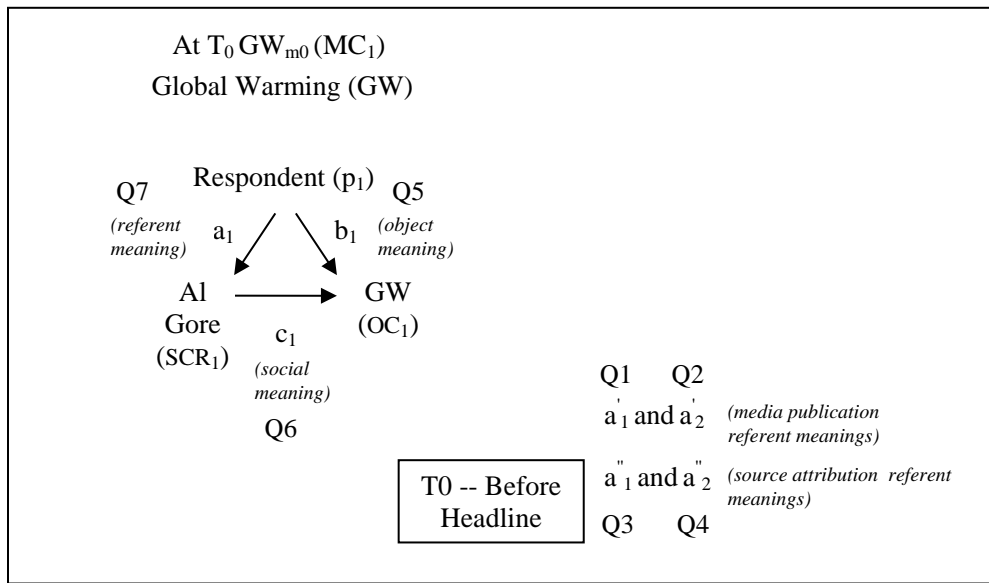 At T₀ GWₘ₀ (MC₁)
Global Warming (GW)
Respondent (p₁)
Q7
Q5
(referent
meaning)
a₁
b₁
(object
meaning)
Al
Gore
(SCR₁)
GW
(OC₁)
c₁
(social
meaning)
Q6
Q1 Q2
a'₁ and a'₂
(media publication
referent meanings)
T0 -- Before
Headline
a"₁ and a"₂
(source attribution referent
meanings)
Q3 Q4